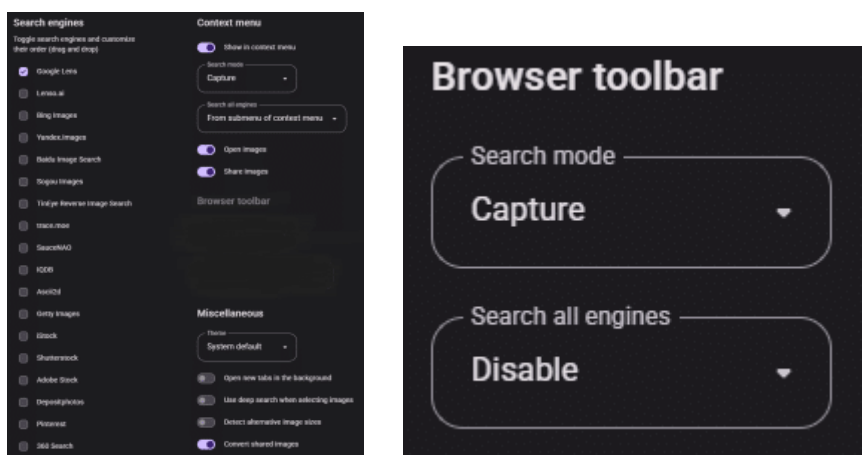 Search engines
Toggle search engines and customize
their order (drag and drop)
Google Lens
Lenso.ai
Bing Images
Yandex.Images
Baidu Image Search
Sogou Images
TinEye Reverse Image Search
trace.moe
SauceNAO
IQDB
Ascii2d
Getty Images
iStock
Shutterstock
Adobe Stock
Depositphotos
Pinterest
360 Search
Context menu
Show in context menu
Search mode
Capture
Search all engines
From submenu of context menu
Open images
Share images
Browser toolbar
Miscellaneous
Theme
System default
Open new tabs in the background
Use deep search when selecting images
Detect alternative image sizes
Convert shared images
Browser toolbar
Search mode
Capture
Search all engines
Disable